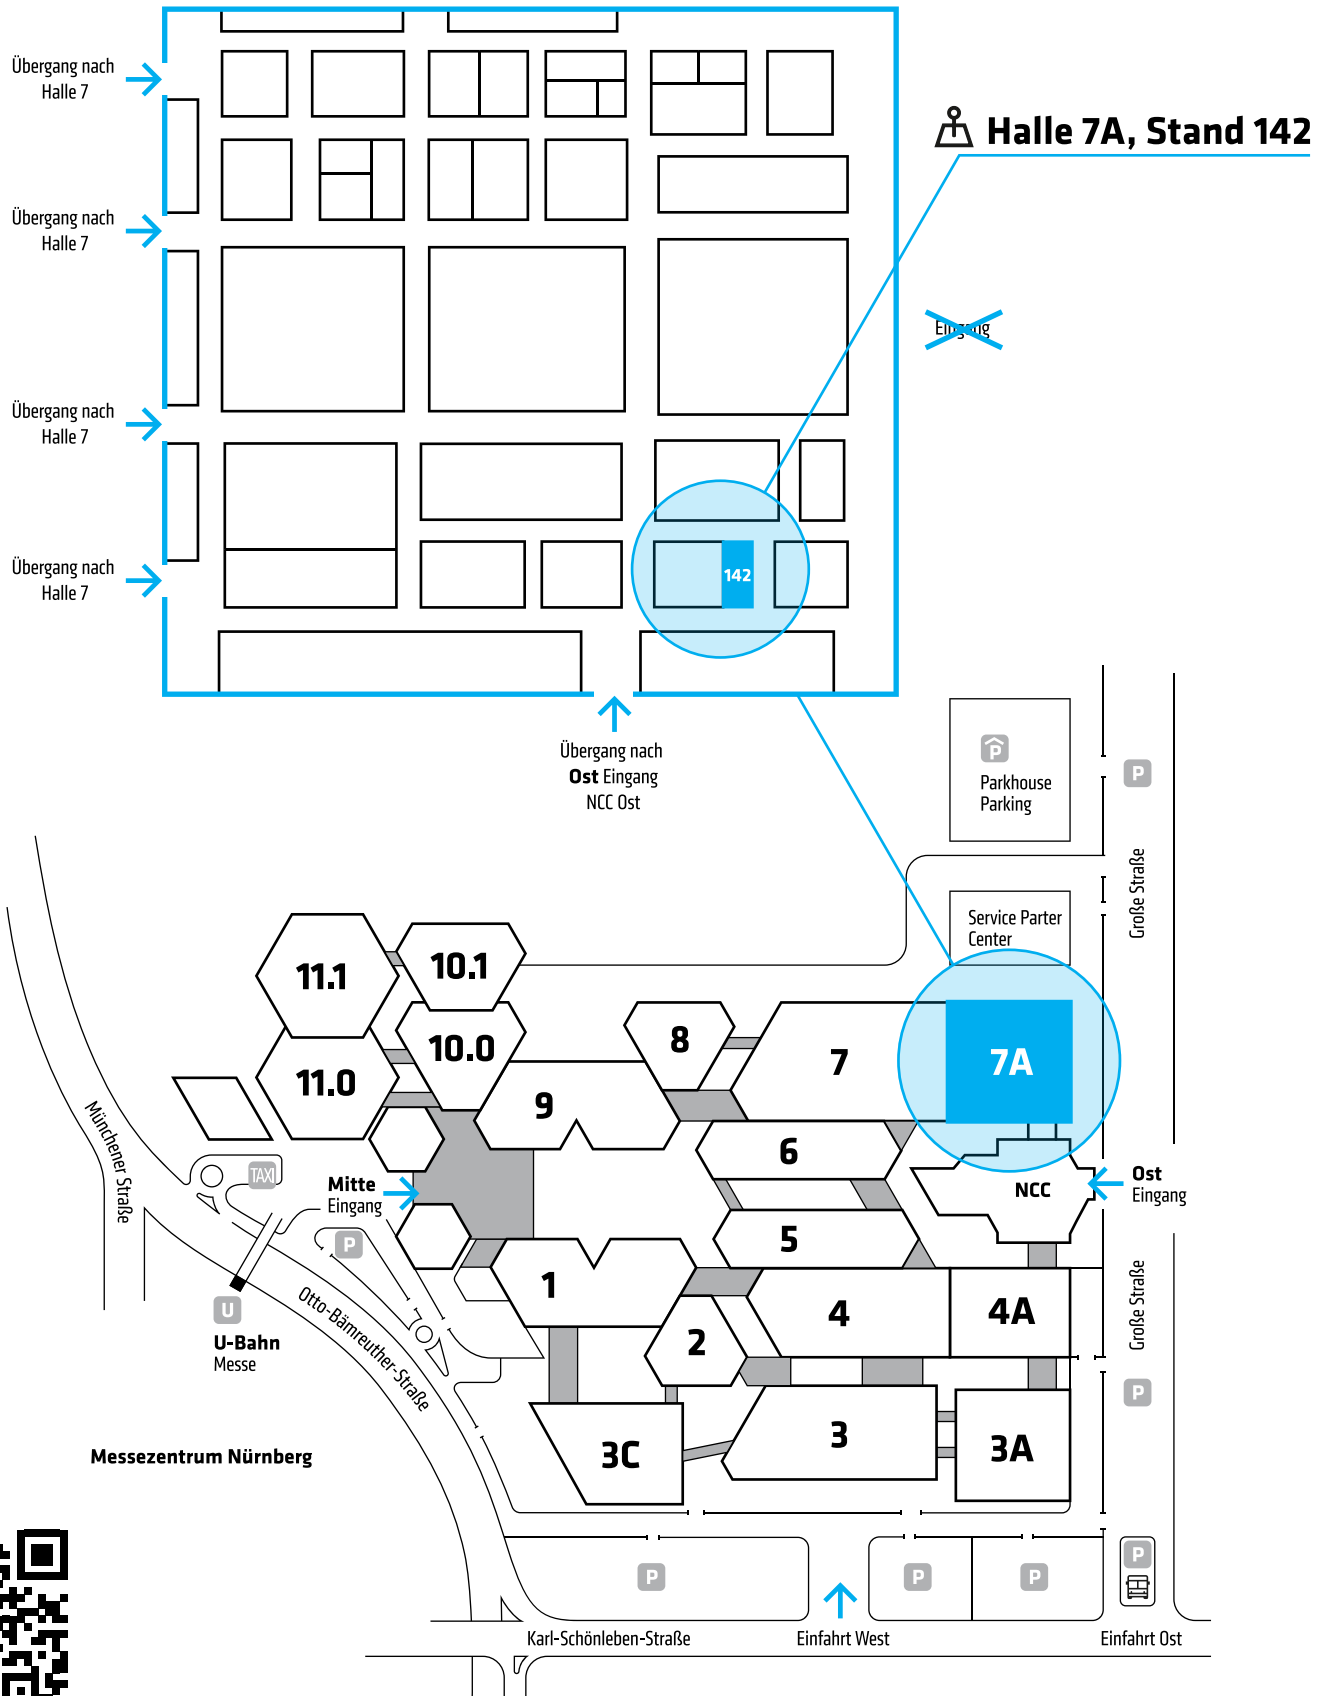 Übergang nach
Halle 7
Halle 7A, Stand 142
Übergang nach
Halle 7
Eingang
Übergang nach
Halle 7
Übergang nach
Halle 7
142
Übergang nach
Ost Eingang
NCC Ost
P
Parkhouse
Parking
P
Große Straße
Service Parter
Center
11.1
10.1
10.0
11.0
8
7
7A
9
6
NCC
Ost
Eingang
Münchener Straße
TAXI
Mitte
Eingang
P
5
1
4
4A
2
Große Straße
U
U-Bahn
Messe
Otto-Bämreuther-Straße
P
3C
3
3A
Messezentrum Nürnberg
P
P
P
P
Karl-Schönleben-Straße
Einfahrt West
Einfahrt Ost